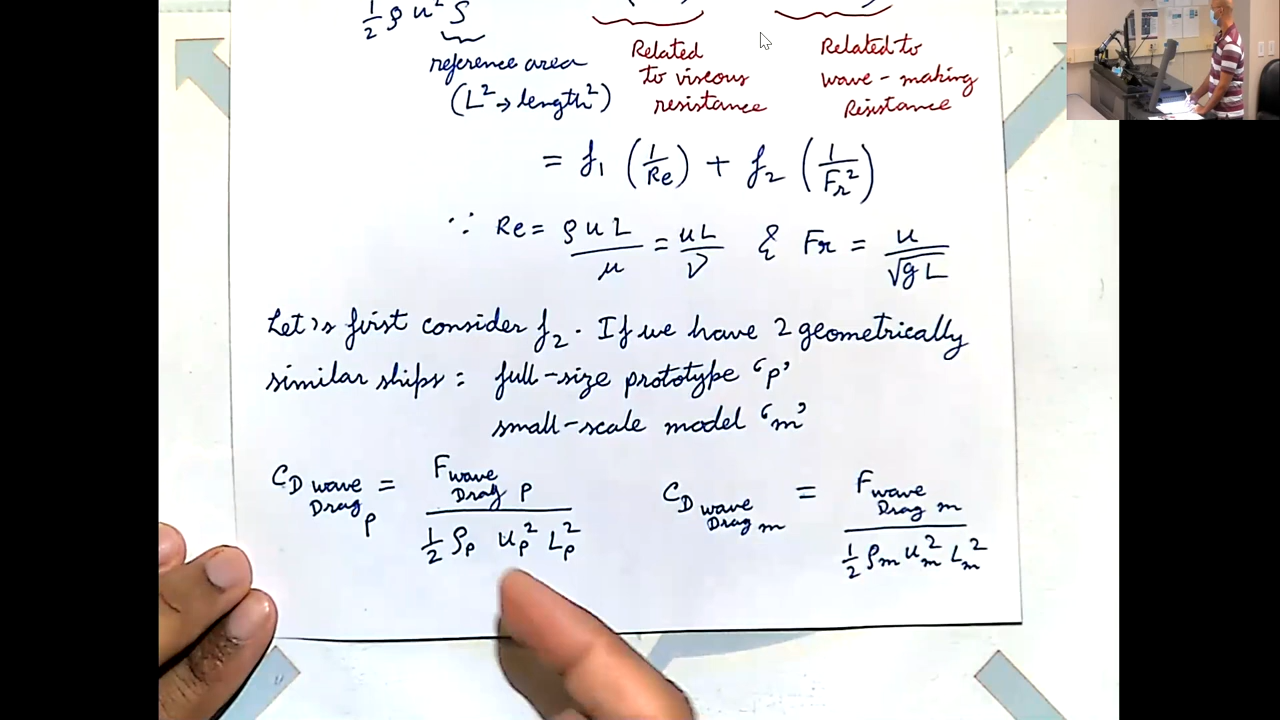 1/2 ρ u² S
reference area
(L² → length²)
Related
to viscous
resistance
Related to
wave-making
Resistance
= f₁ (1/Re) + f₂ (1/Fr²)
∵ Re = ρuL/μ = uL/ν & Fr = u/√gL
Let's first consider f₂. If we have 2 geometrically
similar ships: full-size prototype 'p'
small-scale model 'm'
C_D wave Drag p = F wave Drag p / 1/2 ρp up² Lp²
C_D wave Drag m = F wave Drag m / 1/2 ρm um² Lm²